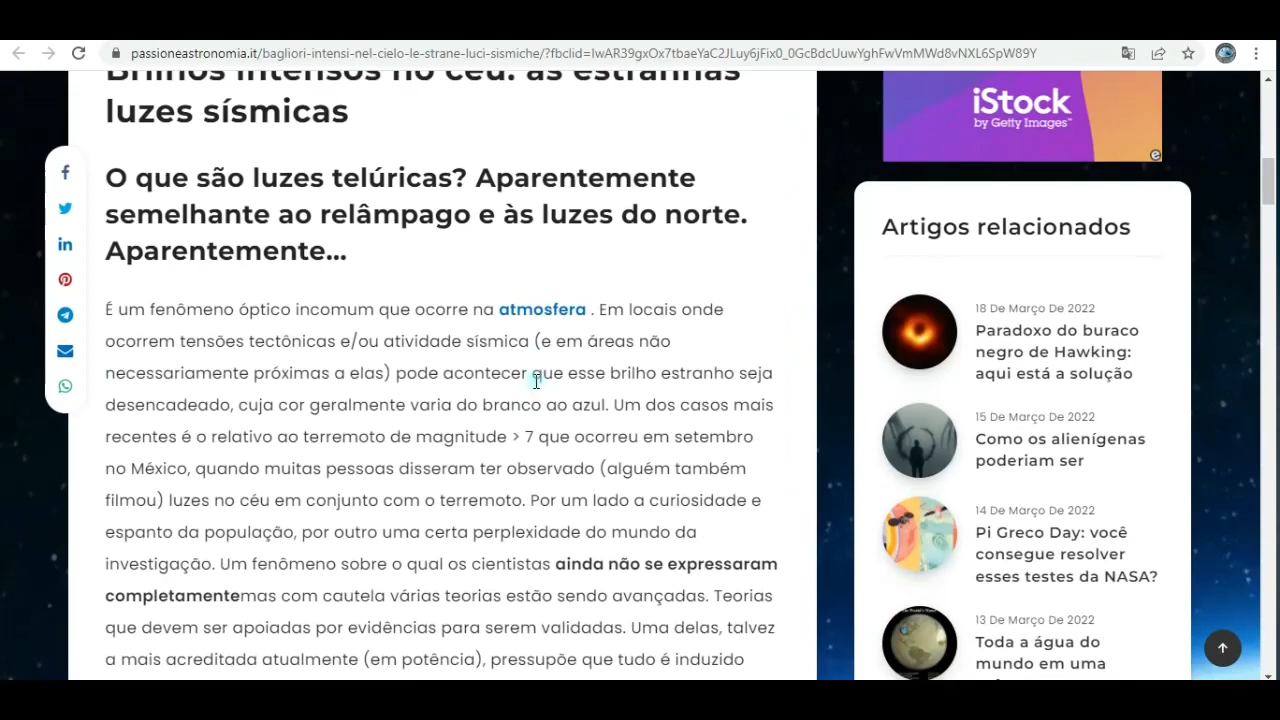 passioneastronomia.it/bagliori-intensi-nel-cielo-le-strane-luci-sismiche/?fbclid=IwAR39gxOx7tbaeYaC2JLuy6jFix0_0GcBdcUuwYghFwVmMWd8vNXL6SpW89Y
Brilhos intensos no céu: as estranhas
luzes sísmicas
O que são luzes telúricas? Aparentemente
semelhante ao relâmpago e às luzes do norte.
Aparentemente...
É um fenômeno óptico incomum que ocorre na atmosfera . Em locais onde
ocorrem tensões tectônicas e/ou atividade sísmica (e em áreas não
necessariamente próximas a elas) pode acontecer que esse brilho estranho seja
desencadeado, cuja cor geralmente varia do branco ao azul. Um dos casos mais
recentes é o relativo ao terremoto de magnitude > 7 que ocorreu em setembro
no México, quando muitas pessoas disseram ter observado (alguém também
filmou) luzes no céu em conjunto com o terremoto. Por um lado a curiosidade e
espanto da população, por outro uma certa perplexidade do mundo da
investigação. Um fenômeno sobre o qual os cientistas ainda não se expressaram
completamentemas com cautela várias teorias estão sendo avançadas. Teorias
que devem ser apoiadas por evidências para serem validadas. Uma delas, talvez
a mais acreditada atualmente (em potência), pressupõe que tudo é induzido
iStock
by Getty Images™
Artigos relacionados
18 De Março De 2022
Paradoxo do buraco
negro de Hawking:
aqui está a solução
15 De Março De 2022
Como os alienígenas
poderiam ser
14 De Março De 2022
Pi Greco Day: você
consegue resolver
esses testes da NASA?
13 De Março De 2022
Toda a água do
mundo em uma